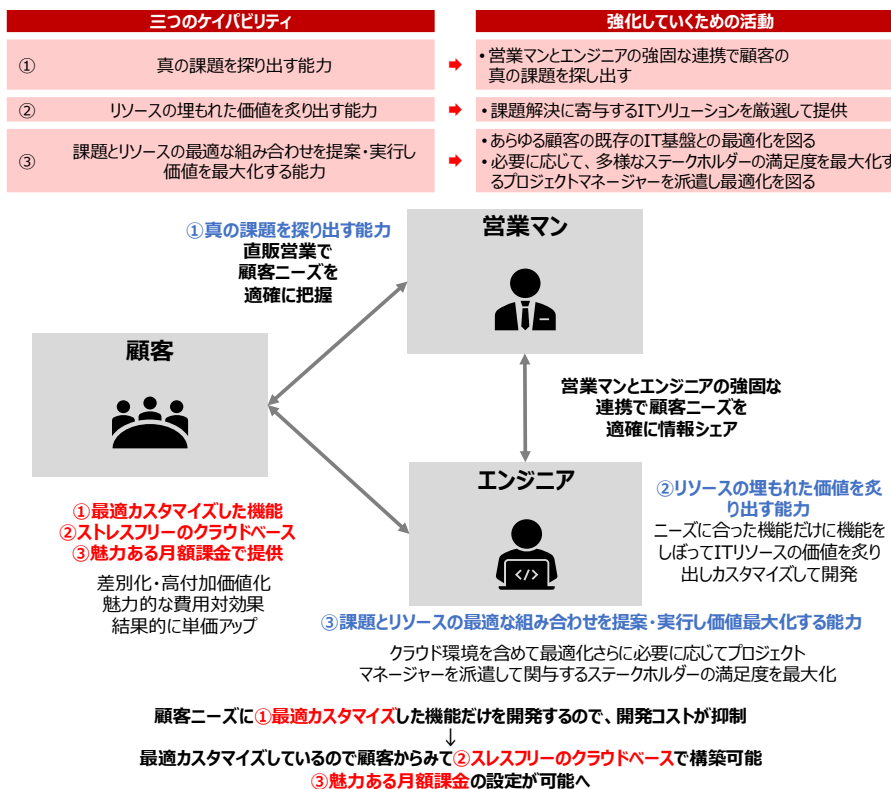 三つのケイパビリティ
強化していくための活動
①
真の課題を探り出す能力
•営業マンとエンジニアの強固な連携で顧客の
真の課題を探し出す
②
リソースの埋もれた価値を炙り出す能力
•課題解決に寄与するITソリューションを厳選して提供
③
課題とリソースの最適な組み合わせを提案・実行し
価値を最大化する能力
•あらゆる顧客の既存のIT基盤との最適化を図る
•必要に応じて、多様なステークホルダーの満足度を最大化す
るプロジェクトマネージャーを派遣し最適化を図る
①真の課題を探り出す能力
直販営業で
顧客ニーズを
適確に把握
営業マン
顧客
営業マンとエンジニアの強固な
連携で顧客ニーズを
適確に情報シェア
エンジニア
</>
①最適カスタマイズした機能
②ストレスフリーのクラウドベース
③魅力ある月額課金で提供
差別化・高付加価値化
魅力的な費用対効果
結果的に単価アップ
②リソースの埋もれた価値を炙
り出す能力
ニーズに合った機能だけに機能を
しぼってITリソースの価値を炙り
出しカスタマイズして開発
③課題とリソースの最適な組み合わせを提案・実行し価値最大化する能力
クラウド環境を含めて最適化さらに必要に応じてプロジェクト
マネージャーを派遣して関与するステークホルダーの満足度を最大化
顧客ニーズに①最適カスタマイズした機能だけを開発するので、開発コストが抑制
↓
最適カスタマイズしているので顧客からみて②スレスフリーのクラウドベースで構築可能
③魅力ある月額課金の設定が可能へ